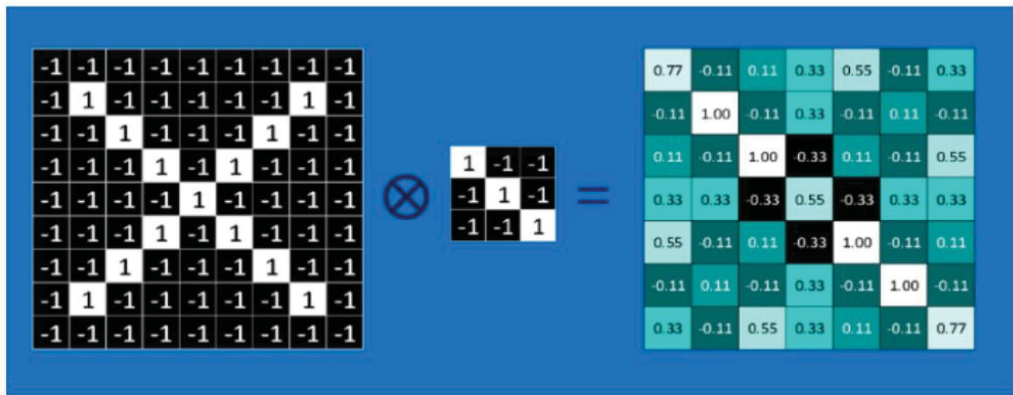 -1 -1 -1 -1 -1 -1 -1 -1 -1
-1 1 -1 -1 -1 -1 -1 1 -1
-1 -1 1 -1 -1 -1 1 -1 -1
-1 -1 -1 1 -1 1 -1 -1 -1
-1 -1 -1 -1 1 -1 -1 -1 -1
-1 -1 -1 1 -1 1 -1 -1 -1
-1 -1 1 -1 -1 -1 1 -1 -1
-1 1 -1 -1 -1 -1 -1 1 -1
-1 -1 -1 -1 -1 -1 -1 -1 -1
⊗
1 -1 -1
-1 1 -1
-1 -1 1
=
0.77 -0.11 0.11 0.33 0.55 -0.11 0.33
-0.11 1.00 -0.11 0.33 -0.11 0.11 -0.11
0.11 -0.11 1.00 -0.33 0.11 -0.11 0.55
0.33 0.33 -0.33 0.55 -0.33 0.33 0.33
0.55 -0.11 0.11 -0.33 1.00 -0.11 0.11
-0.11 0.11 -0.11 0.33 -0.11 1.00 -0.11
0.33 -0.11 0.55 0.33 0.11 -0.11 0.77